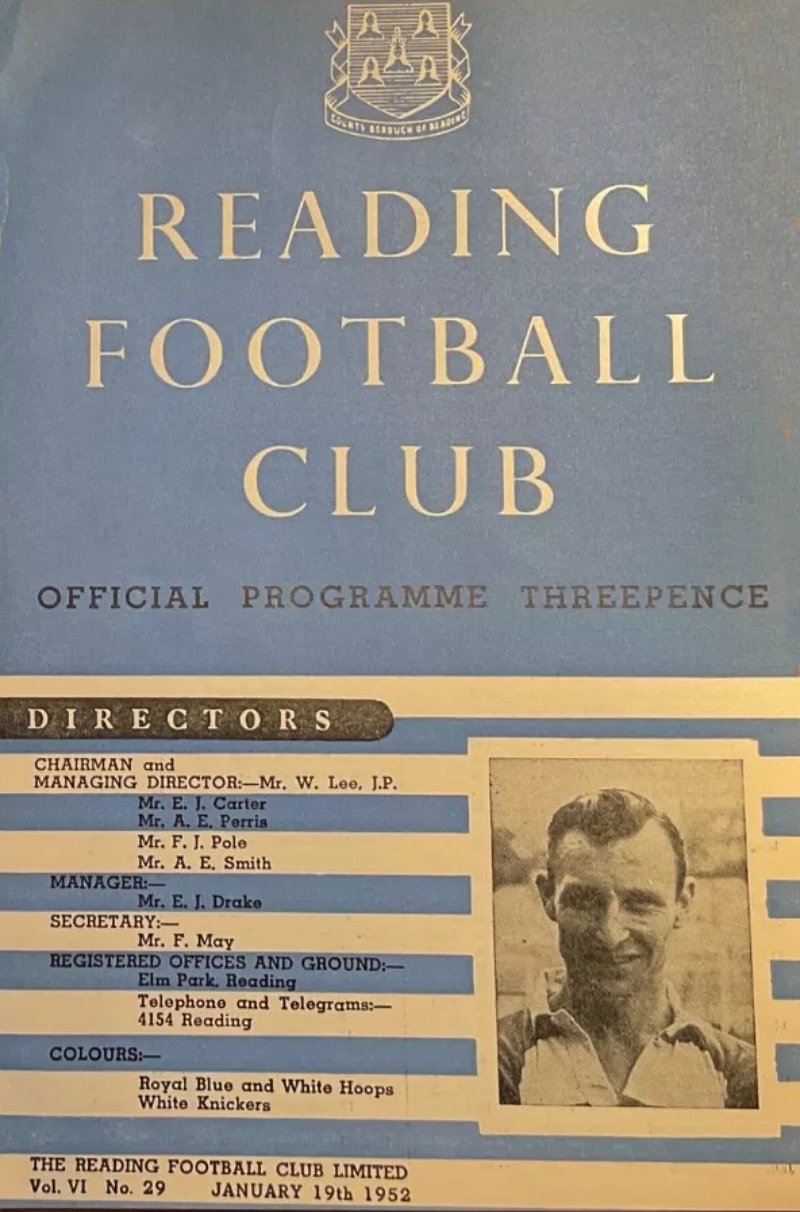 COUNTY BOROUGH OF READING
READING
FOOTBALL
CLUB
OFFICIAL PROGRAMME THREEPENCE
DIRECTORS
CHAIRMAN and
MANAGING DIRECTOR:—Mr. W. Lee, J.P.
Mr. E. J. Carter
Mr. A. E. Perris
Mr. F. J. Pole
Mr. A. E. Smith
MANAGER:—
Mr. E. J. Drake
SECRETARY:—
Mr. F. May
REGISTERED OFFICES AND GROUND:—
Elm Park, Reading
Telephone and Telegrams:—
4154 Reading
COLOURS:—
Royal Blue and White Hoops
White Knickers
THE READING FOOTBALL CLUB LIMITED
Vol. VI No. 29 JANUARY 19th 1952